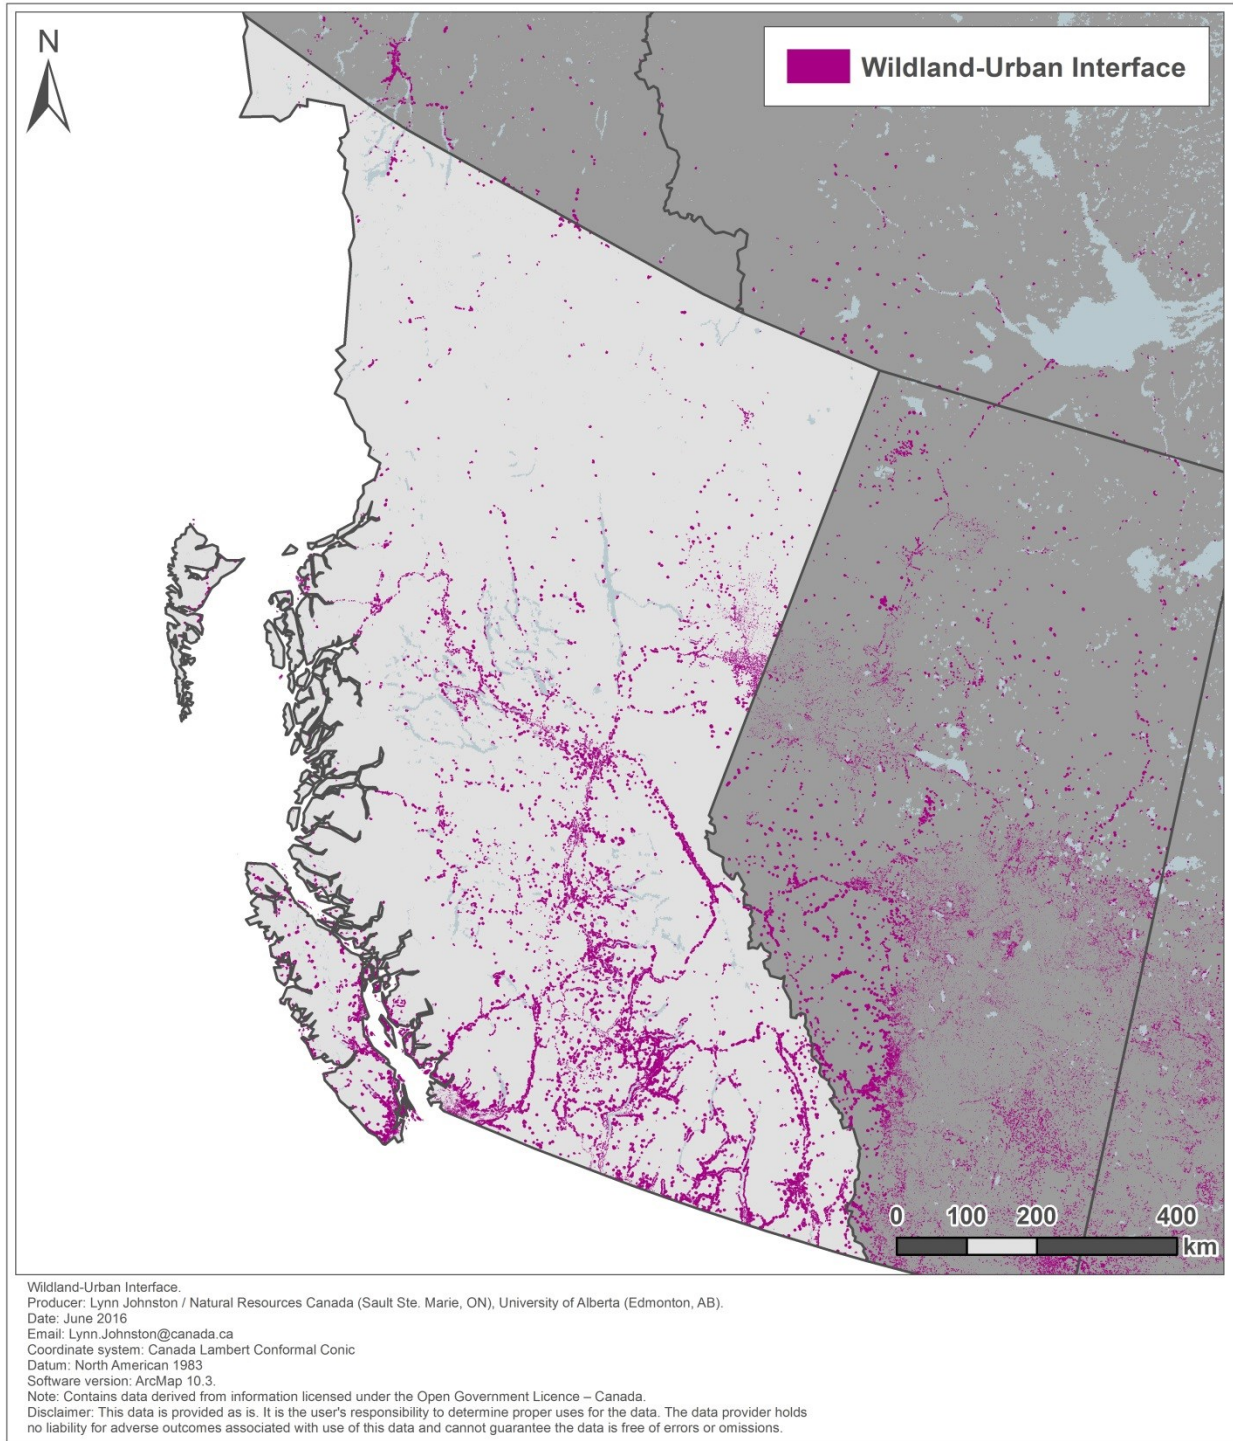 N
Wildland-Urban Interface
0 100 200 400
km
Wildland-Urban Interface.
Producer: Lynn Johnston / Natural Resources Canada (Sault Ste. Marie, ON), University of Alberta (Edmonton, AB).
Date: June 2016
Email: Lynn.Johnston@canada.ca
Coordinate system: Canada Lambert Conformal Conic
Datum: North American 1983
Software version: ArcMap 10.3.
Note: Contains data derived from information licensed under the Open Government Licence – Canada.
Disclaimer: This data is provided as is. It is the user's responsibility to determine proper uses for the data. The data provider holds
no liability for adverse outcomes associated with use of this data and cannot guarantee the data is free of errors or omissions.